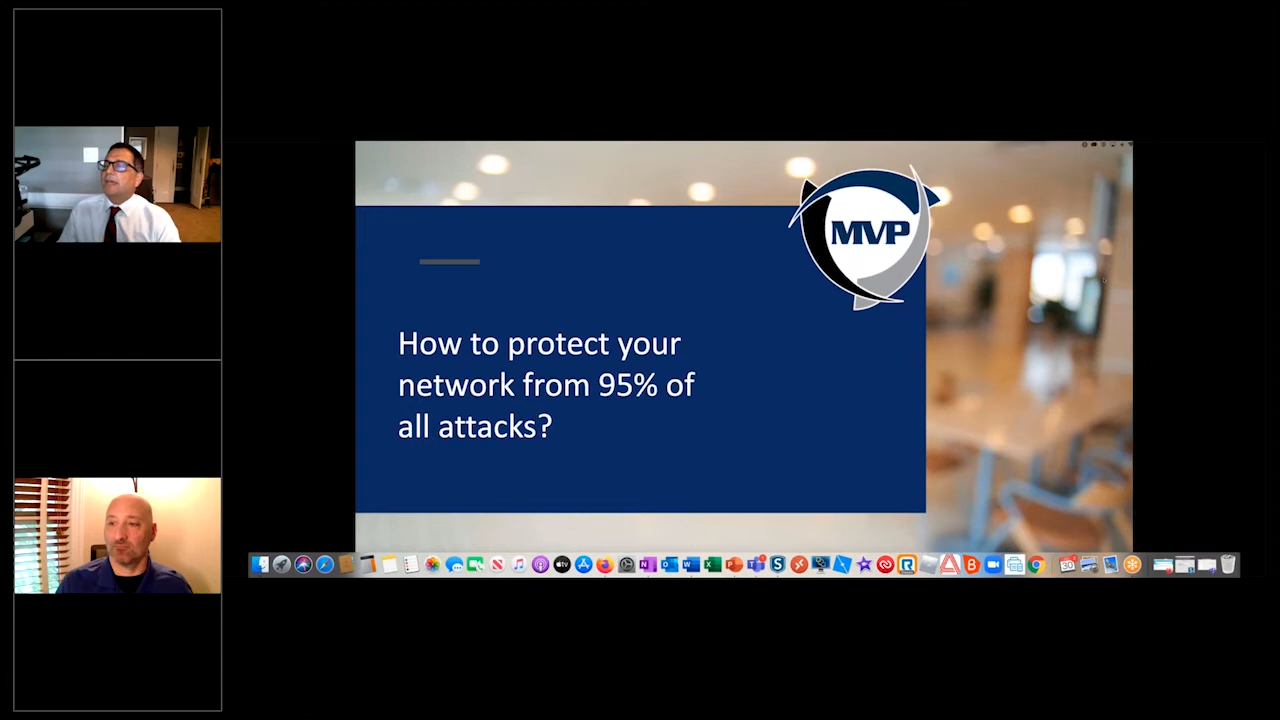 MVP
How to protect your
network from 95% of
all attacks?